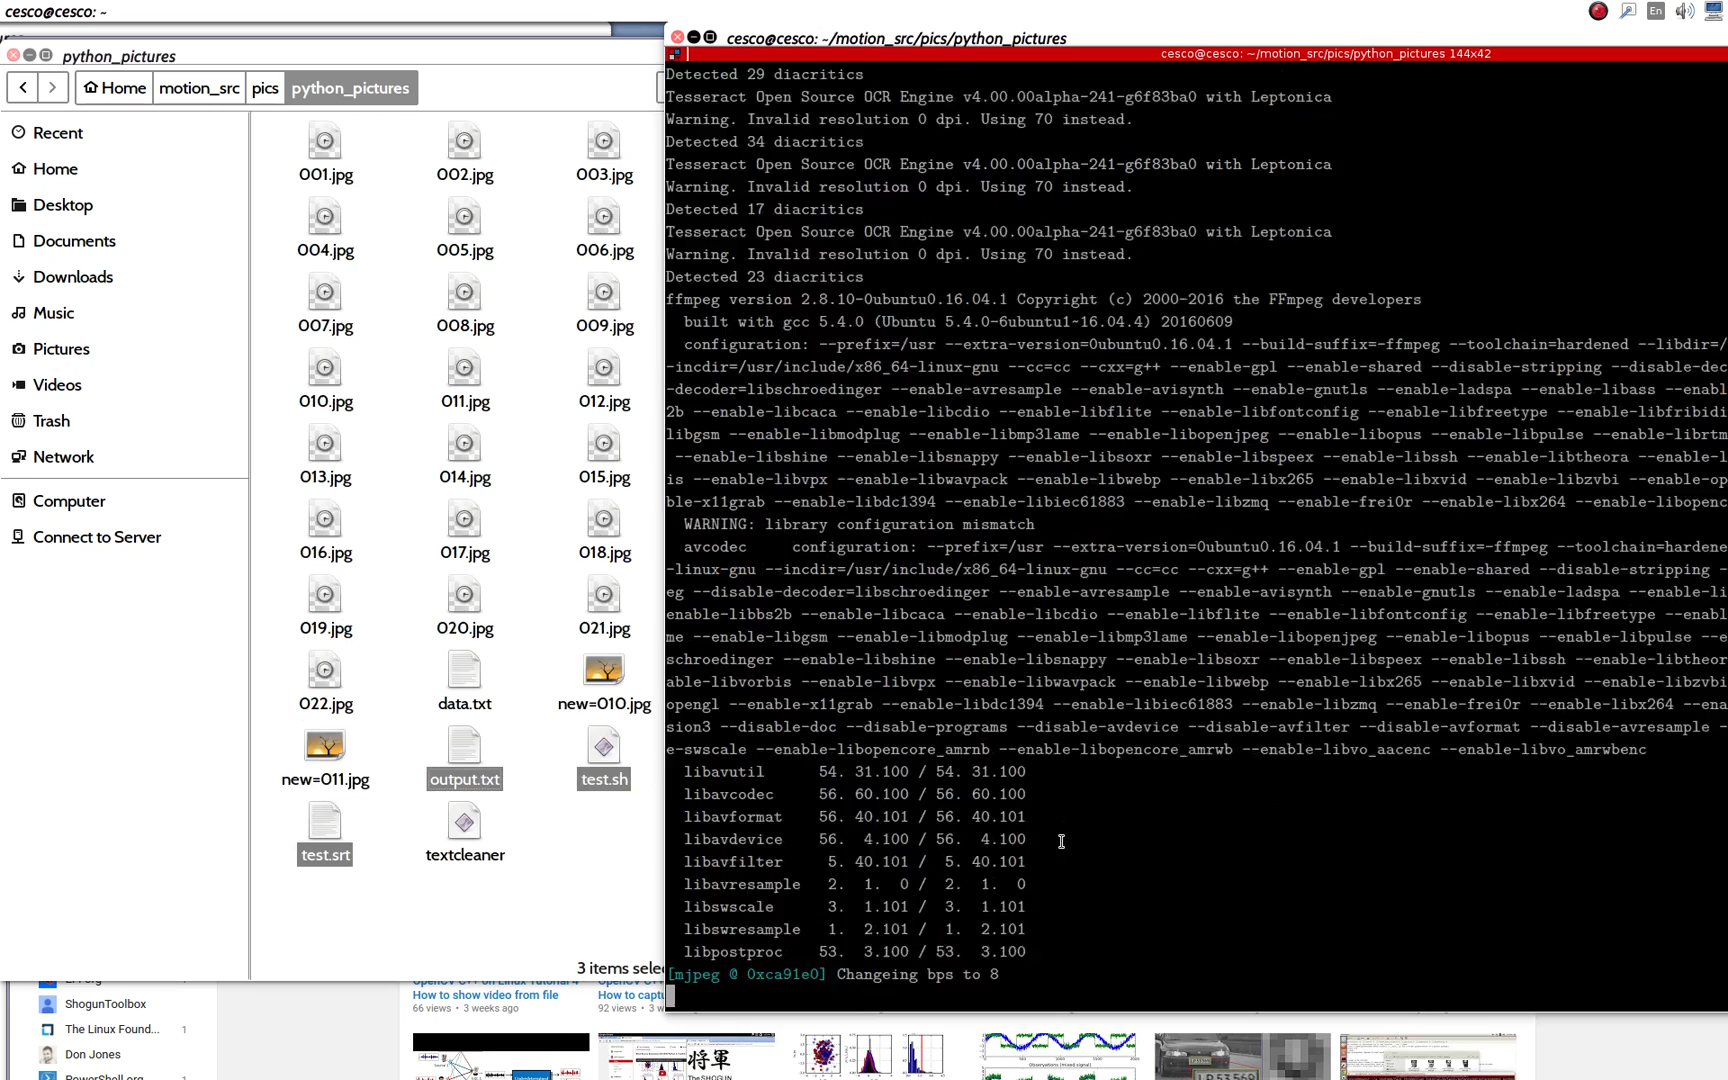 cesco@cesco: ~
En
python_pictures
Home
motion_src
pics
python_pictures
Recent
Home
Desktop
Documents
Downloads
Music
Pictures
Videos
Trash
Network
Computer
Connect to Server
001.jpg
002.jpg
003.jpg
004.jpg
005.jpg
006.jpg
007.jpg
008.jpg
009.jpg
010.jpg
011.jpg
012.jpg
013.jpg
014.jpg
015.jpg
016.jpg
017.jpg
018.jpg
019.jpg
020.jpg
021.jpg
022.jpg
data.txt
new=010.jpg
new=011.jpg
output.txt
test.sh
test.srt
textcleaner
3 items selec
cesco@cesco: ~/motion_src/pics/python_pictures
cesco@cesco: ~/motion_src/pics/python_pictures 144x42
Detected 29 diacritics
Tesseract Open Source OCR Engine v4.00.00alpha-241-g6f83ba0 with Leptonica
Warning. Invalid resolution 0 dpi. Using 70 instead.
Detected 34 diacritics
Tesseract Open Source OCR Engine v4.00.00alpha-241-g6f83ba0 with Leptonica
Warning. Invalid resolution 0 dpi. Using 70 instead.
Detected 17 diacritics
Tesseract Open Source OCR Engine v4.00.00alpha-241-g6f83ba0 with Leptonica
Warning. Invalid resolution 0 dpi. Using 70 instead.
Detected 23 diacritics
ffmpeg version 2.8.10-0ubuntu0.16.04.1 Copyright (c) 2000-2016 the FFmpeg developers
built with gcc 5.4.0 (Ubuntu 5.4.0-6ubuntu1~16.04.4) 20160609
configuration: --prefix=/usr --extra-version=0ubuntu0.16.04.1 --build-suffix=-ffmpeg --toolchain=hardened --libdir=/
-incdir=/usr/include/x86_64-linux-gnu --cc=cc --cxx=g++ --enable-gpl --enable-shared --disable-stripping --disable-dec
-decoder=libschroedinger --enable-avresample --enable-avisynth --enable-gnutls --enable-ladspa --enable-libass --enabl
2b --enable-libcaca --enable-libcdio --enable-libflite --enable-libfontconfig --enable-libfreetype --enable-libfribidi
libgsm --enable-libmodplug --enable-libmp3lame --enable-libopenjpeg --enable-libopus --enable-libpulse --enable-librtm
--enable-libshine --enable-libsnappy --enable-libsoxr --enable-libspeex --enable-libssh --enable-libtheora --enable-l
is --enable-libvpx --enable-libwavpack --enable-libwebp --enable-libx265 --enable-libxvid --enable-libzvbi --enable-op
ble-x11grab --enable-libdc1394 --enable-libiec61883 --enable-libzmq --enable-frei0r --enable-libx264 --enable-libopenc
WARNING: library configuration mismatch
avcodec configuration: --prefix=/usr --extra-version=0ubuntu0.16.04.1 --build-suffix=-ffmpeg --toolchain=hardene
-linux-gnu --incdir=/usr/include/x86_64-linux-gnu --cc=cc --cxx=g++ --enable-gpl --enable-shared --disable-stripping -
eg --disable-decoder=libschroedinger --enable-avresample --enable-avisynth --enable-gnutls --enable-ladspa --enable-li
enable-libbs2b --enable-libcaca --enable-libcdio --enable-libflite --enable-libfontconfig --enable-libfreetype --enabl
me --enable-libgsm --enable-libmodplug --enable-libmp3lame --enable-libopenjpeg --enable-libopus --enable-libpulse --e
schroedinger --enable-libshine --enable-libsnappy --enable-libsoxr --enable-libspeex --enable-libssh --enable-libtheor
able-libvorbis --enable-libvpx --enable-libwavpack --enable-libwebp --enable-libx265 --enable-libxvid --enable-libzvbi
opengl --enable-x11grab --enable-libdc1394 --enable-libiec61883 --enable-libzmq --enable-frei0r --enable-libx264 --ena
sion3 --disable-doc --disable-programs --disable-avdevice --disable-avfilter --disable-avformat --disable-avresample -
e-swscale --enable-libopencore_amrnb --enable-libopencore_amrwb --enable-libvo_aacenc --enable-libvo_amrwbenc
libavutil 54. 31.100 / 54. 31.100
libavcodec 56. 60.100 / 56. 60.100
libavformat 56. 40.101 / 56. 40.101
libavdevice 56. 4.100 / 56. 4.100
libavfilter 5. 40.101 / 5. 40.101
libavresample 2. 1. 0 / 2. 1. 0
libswscale 3. 1.101 / 3. 1.101
libswresample 1. 2.101 / 1. 2.101
libpostproc 53. 3.100 / 53. 3.100
[mjpeg @ 0xca91e0] Changeing bps to 8
ShogunToolbox
The Linux Found... 1
Don Jones
PowerShell.org 1
OpenCV C++ on Linux Tutorial 4
How to show video from file
66 views • 3 weeks ago
How to captu
92 views • 3 w
将軍